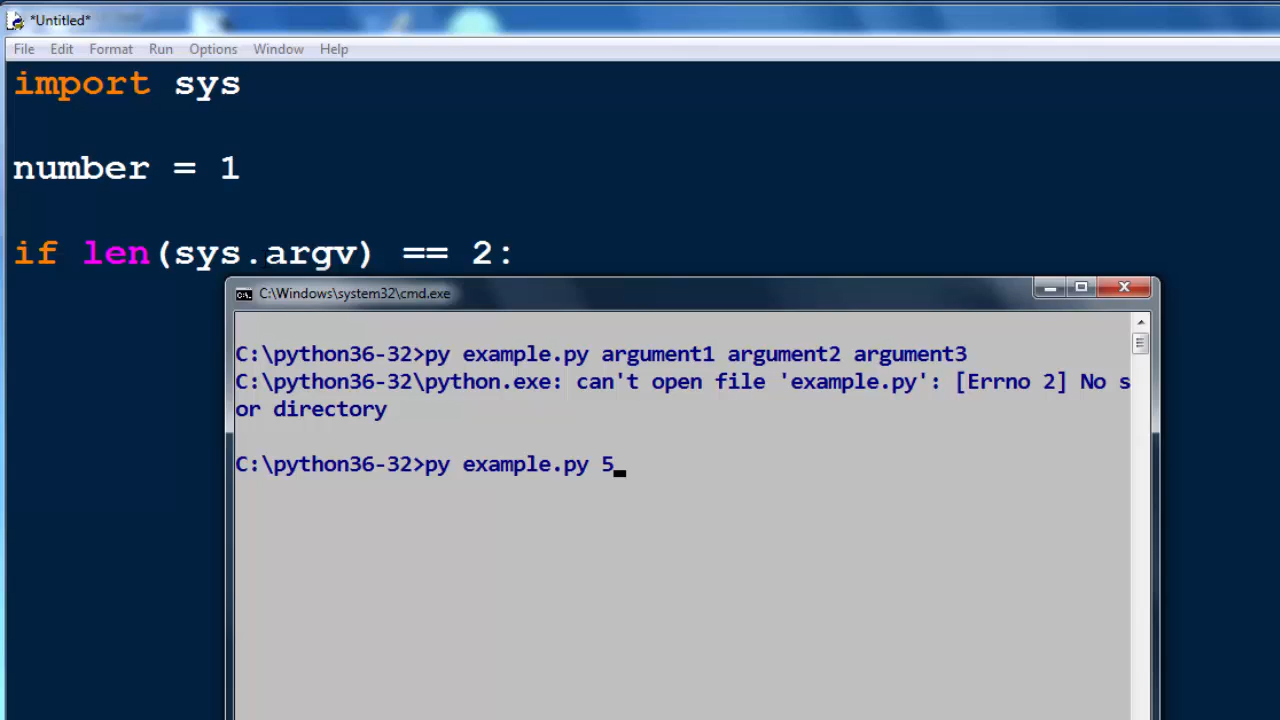 *Untitled*
File Edit Format Run Options Window Help
import sys
number = 1
if len(sys.argv) == 2:
C:\Windows\system32\cmd.exe
C:\python36-32>py example.py argument1 argument2 argument3
C:\python36-32\python.exe: can't open file 'example.py': [Errno 2] No s
or directory
C:\python36-32>py example.py 5_